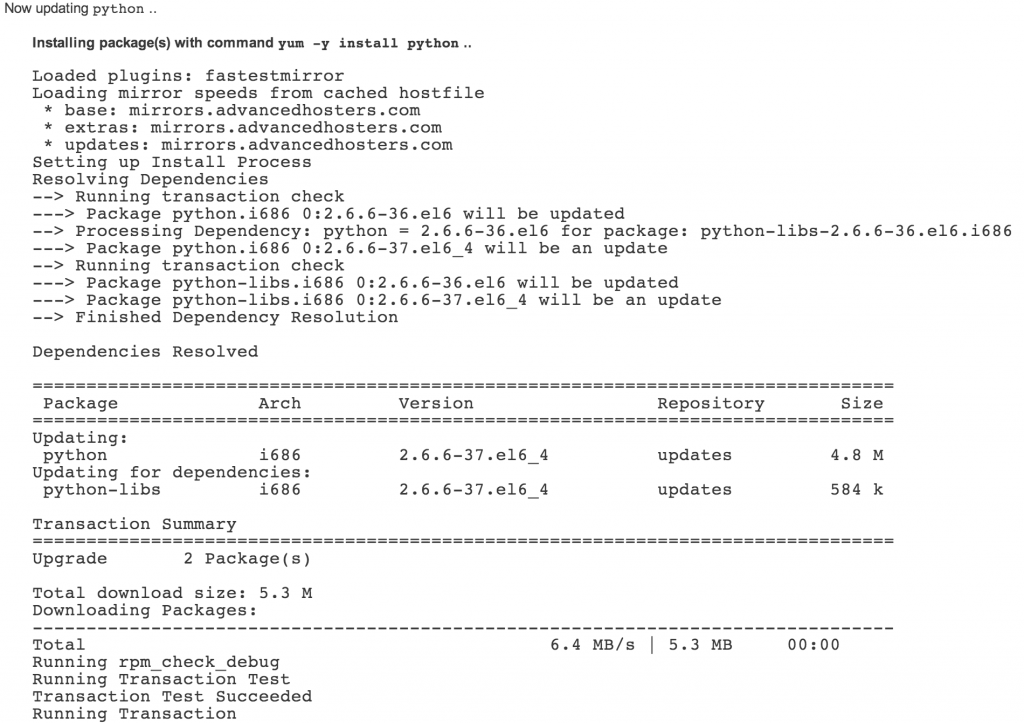 Now updating python ..
Installing package(s) with command yum -y install python ..
Loaded plugins: fastestmirror
Loading mirror speeds from cached hostfile
 * base: mirrors.advancedhosters.com
 * extras: mirrors.advancedhosters.com
 * updates: mirrors.advancedhosters.com
Setting up Install Process
Resolving Dependencies
--> Running transaction check
---> Package python.i686 0:2.6.6-36.el6 will be updated
--> Processing Dependency: python = 2.6.6-36.el6 for package: python-libs-2.6.6-36.el6.i686
---> Package python.i686 0:2.6.6-37.el6_4 will be an update
--> Running transaction check
---> Package python-libs.i686 0:2.6.6-36.el6 will be updated
---> Package python-libs.i686 0:2.6.6-37.el6_4 will be an update
--> Finished Dependency Resolution

Dependencies Resolved

================================================================================
 Package             Arch         Version                 Repository       Size
================================================================================
Updating:
 python              i686         2.6.6-37.el6_4          updates         4.8 M
Updating for dependencies:
 python-libs         i686         2.6.6-37.el6_4          updates         584 k

Transaction Summary
================================================================================
Upgrade       2 Package(s)

Total download size: 5.3 M
Downloading Packages:
--------------------------------------------------------------------------------
Total                                           6.4 MB/s | 5.3 MB     00:00
Running rpm_check_debug
Running Transaction Test
Transaction Test Succeeded
Running Transaction